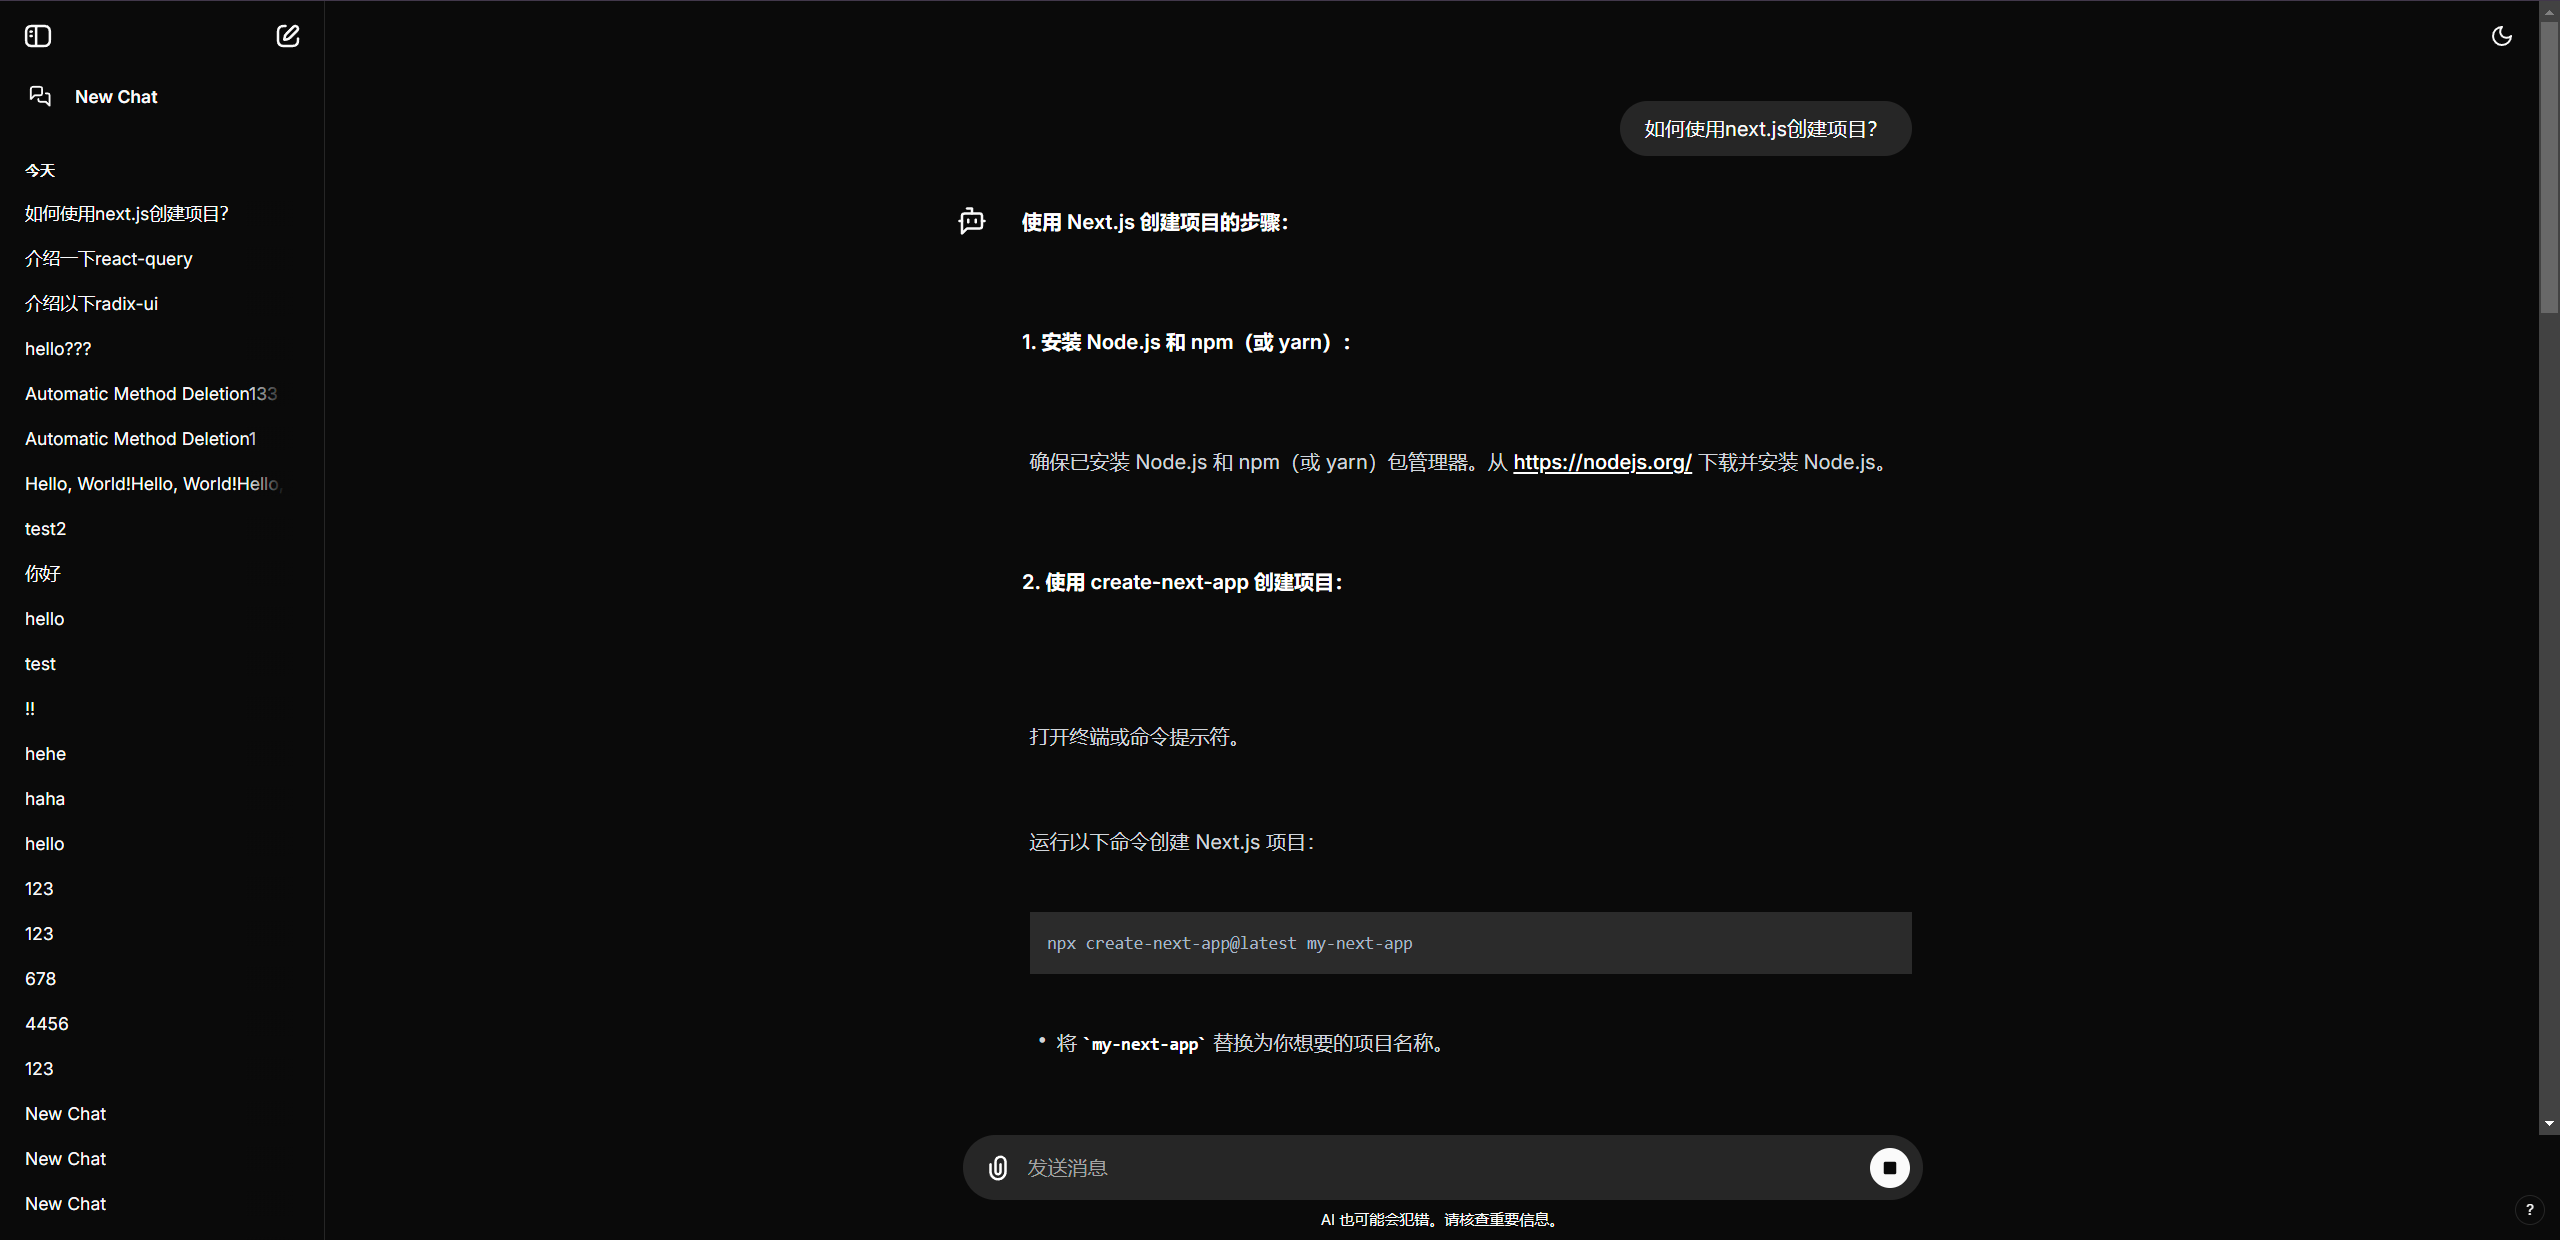 New Chat
今天
如何使用next.js创建项目?
介绍一下react-query
介绍以下radix-ui
hello???
Automatic Method Deletion133
Automatic Method Deletion1
Hello, World!Hello, World!Hello,
test2
你好
hello
test
!!
hehe
haha
hello
123
123
678
4456
123
New Chat
New Chat
New Chat
如何使用next.js创建项目?
使用 Next.js 创建项目的步骤：
1. 安装 Node.js 和 npm（或 yarn）：
确保已安装 Node.js 和 npm（或 yarn）包管理器。从 https://nodejs.org/ 下载并安装 Node.js。
2. 使用 create-next-app 创建项目：
打开终端或命令提示符。
运行以下命令创建 Next.js 项目：
npx create-next-app@latest my-next-app
• 将 `my-next-app` 替换为你想要的项目名称。
发送消息
AI 也可能会犯错。请核查重要信息。
?